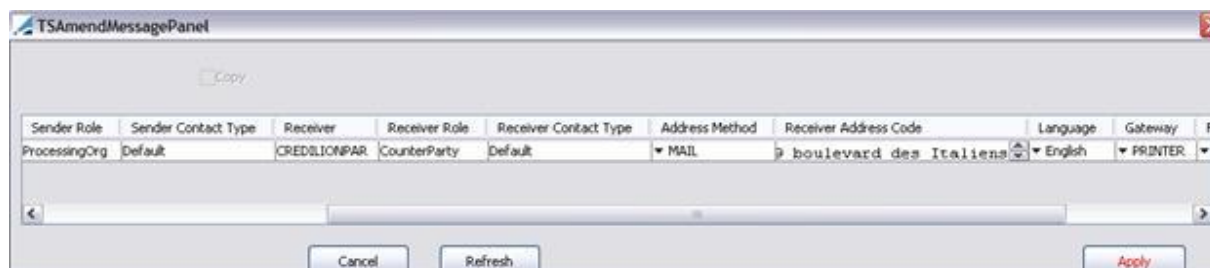 TSAmendMessagePanel
Copy
Sender Role Sender Contact Type Receiver Receiver Role Receiver Contact Type Address Method Receiver Address Code Language Gateway
ProcessingOrg Default CREDILIONPAR CounterParty Default MAIL boulevard des Italiens English PRINTER
Cancel Refresh Apply